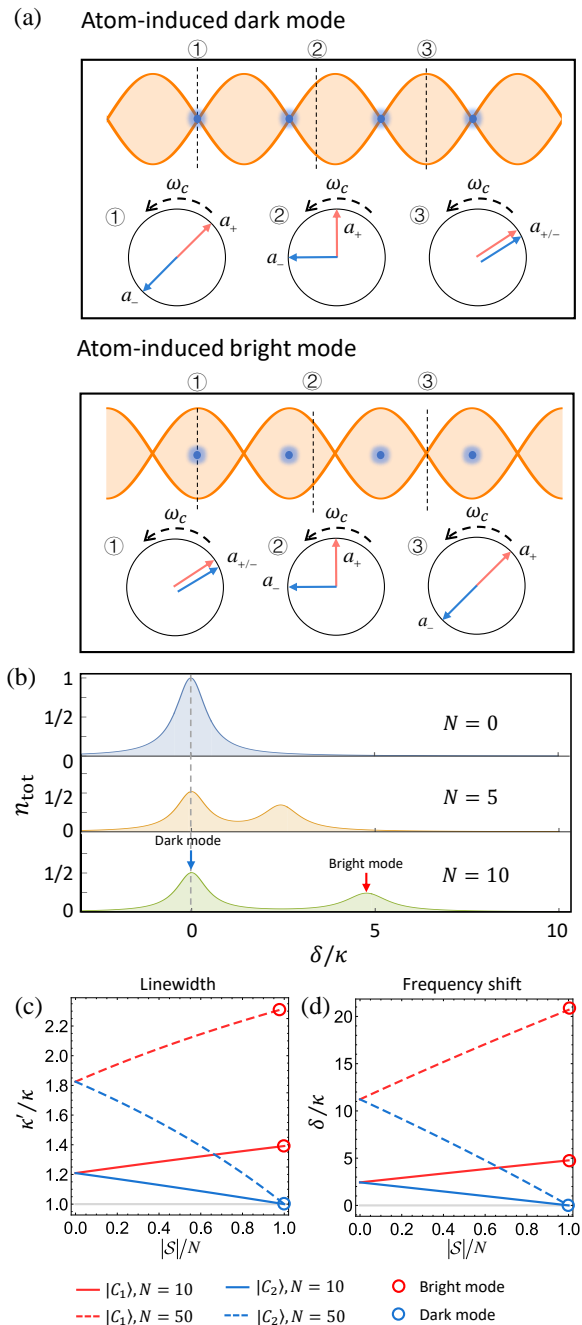 (a) Atom-induced dark mode
① ② ③
ω_c ω_c ω_c
① ② ③
a_+ a_+ a_{+/−}
a_− a_−
Atom-induced bright mode
① ② ③
ω_c ω_c ω_c
① ② ③
a_{+/−} a_+ a_+
a_− a_−
(b)
1
1/2 N = 0
0
n_tot
1/2 N = 5
0
Dark mode
Bright mode
1/2 N = 10
0
0 5 10
δ/κ
(c) Linewidth
κ′/κ
2.2
2.0
1.8
1.6
1.4
1.2
1.0
0.0 0.2 0.4 0.6 0.8 1.0
|𝒮|/N
(d) Frequency shift
δ/κ
20
15
10
5
0
0.0 0.2 0.4 0.6 0.8 1.0
|𝒮|/N
|C_1⟩, N = 10 |C_2⟩, N = 10 Bright mode
|C_1⟩, N = 50 |C_2⟩, N = 50 Dark mode